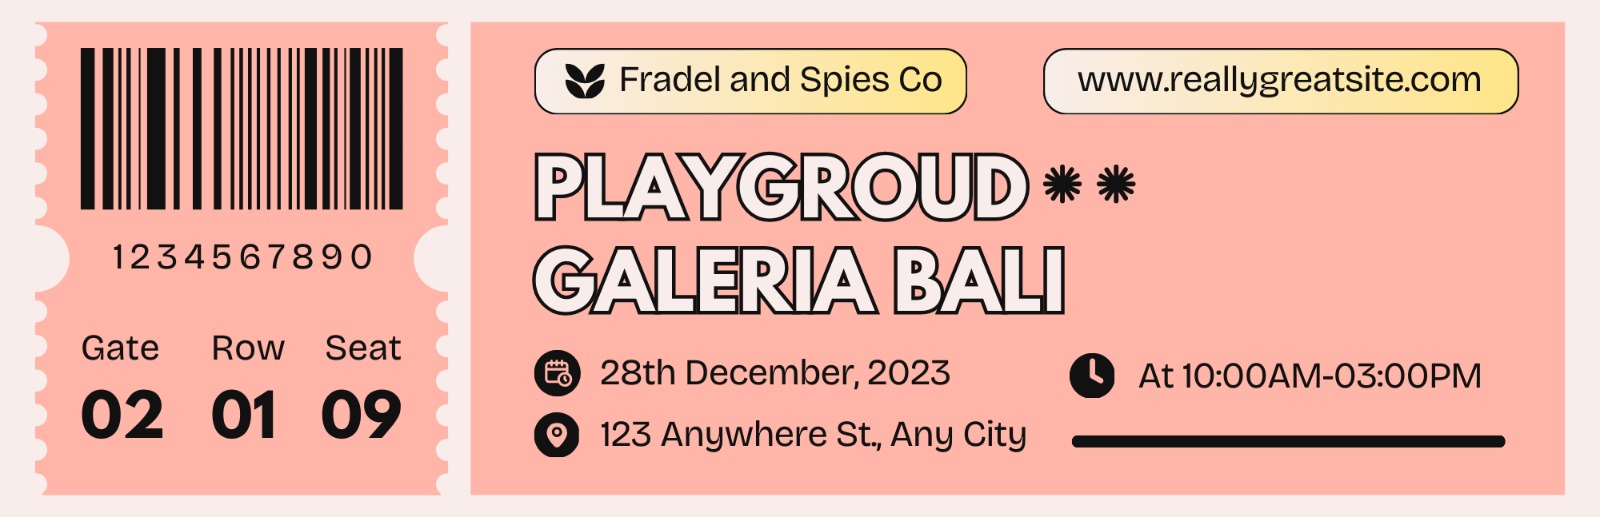 1234567890
Gate Row Seat
02 01 09
Fradel and Spies Co
www.reallygreatsite.com
PLAYGROUD
GALERIA BALI
28th December, 2023
At 10:00AM-03:00PM
123 Anywhere St., Any City